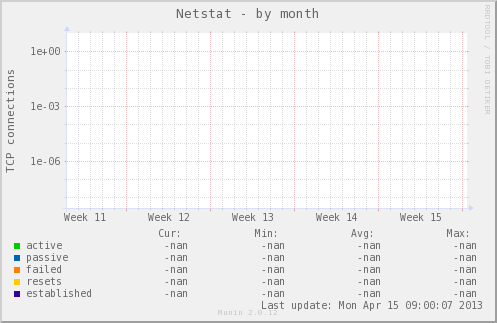 Netstat - by month
RRDTOOL / TOBI OETIKER
TCP connections
1e+00
1e-03
1e-06
Week 11 Week 12 Week 13 Week 14 Week 15
Cur: Min: Avg: Max:
active -nan -nan -nan -nan
passive -nan -nan -nan -nan
failed -nan -nan -nan -nan
resets -nan -nan -nan -nan
established -nan -nan -nan -nan
Last update: Mon Apr 15 09:00:07 2013
Munin 2.0.12